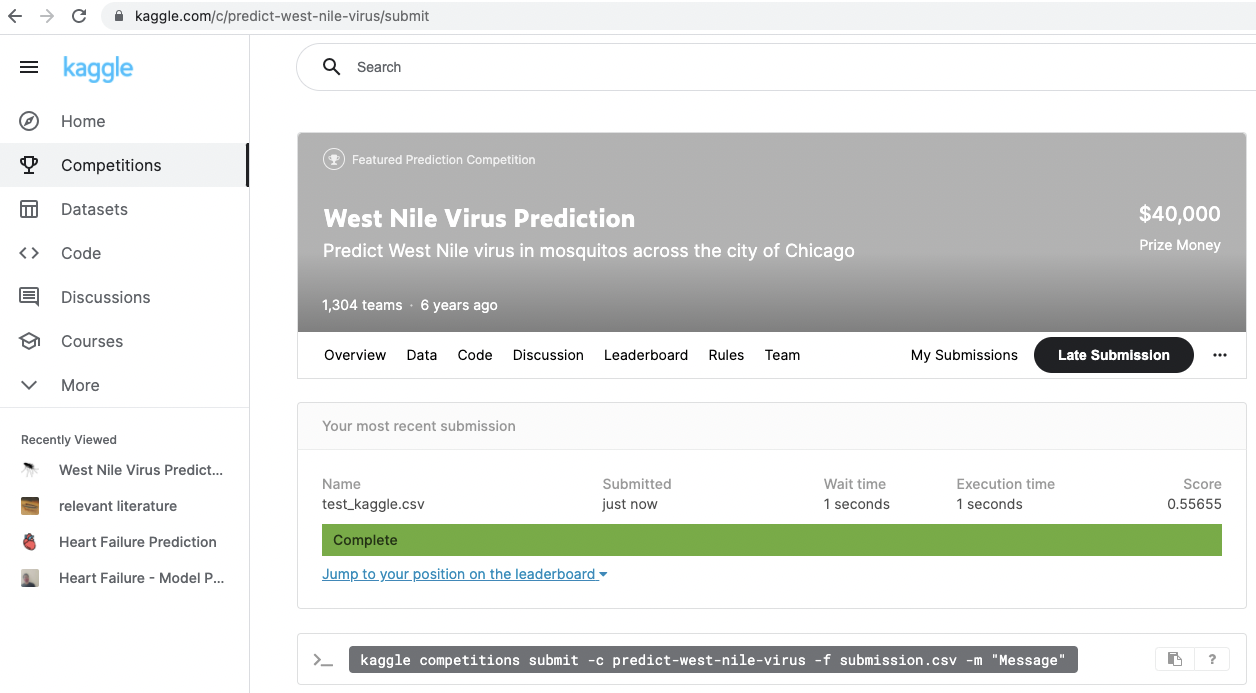 kaggle.com/c/predict-west-nile-virus/submit
kaggle
Search
Home
Competitions
Datasets
Code
Discussions
Courses
More
Recently Viewed
West Nile Virus Predict...
relevant literature
Heart Failure Prediction
Heart Failure - Model P...
Featured Prediction Competition
West Nile Virus Prediction
$40,000
Predict West Nile virus in mosquitos across the city of Chicago
Prize Money
1,304 teams · 6 years ago
Overview Data Code Discussion Leaderboard Rules Team My Submissions Late Submission ...
Your most recent submission
Name Submitted Wait time Execution time Score
test_kaggle.csv just now 1 seconds 1 seconds 0.55655
Complete
Jump to your position on the leaderboard
>_ kaggle competitions submit -c predict-west-nile-virus -f submission.csv -m "Message" ?